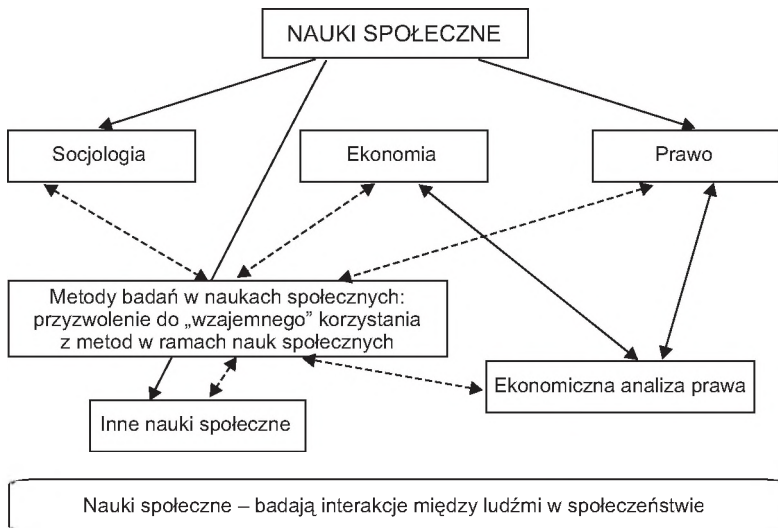 NAUKI SPOŁECZNE
Socjologia
Ekonomia
Prawo
Metody badań w naukach społecznych:
przyzwolenie do „wzajemnego” korzystania
z metod w ramach nauk społecznych
Ekonomiczna analiza prawa
Inne nauki społeczne
Nauki społeczne – badają interakcje między ludźmi w społeczeństwie